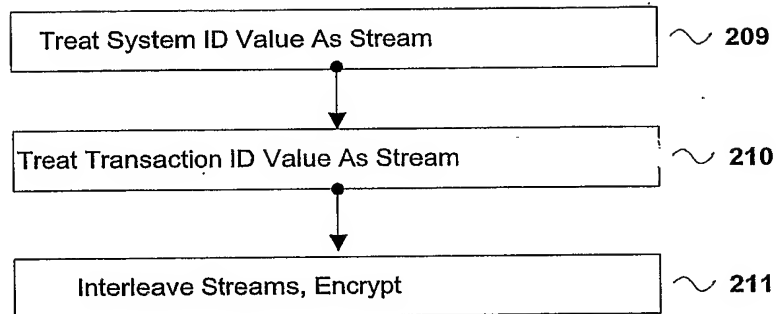 Treat System ID Value As Stream 209
Treat Transaction ID Value As Stream 210
Interleave Streams, Encrypt 211